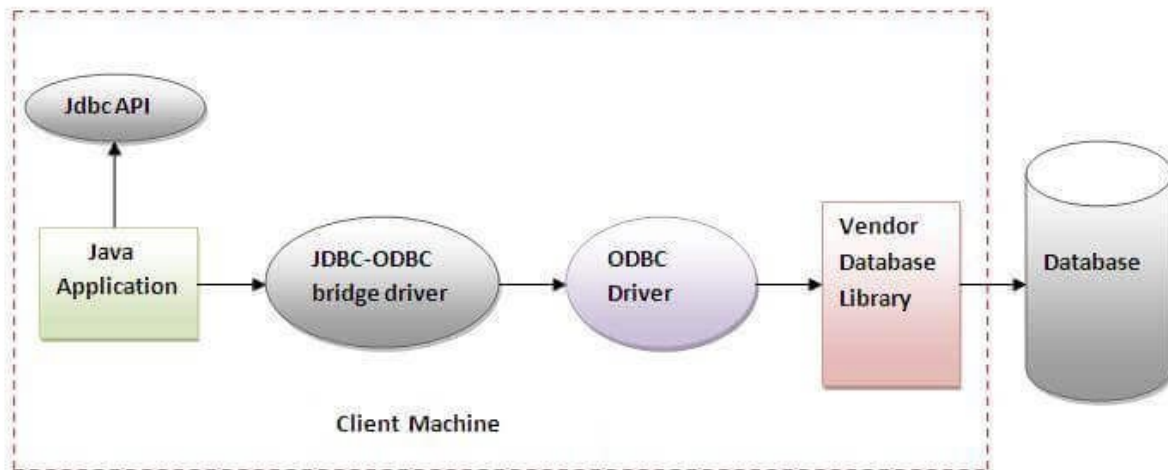 Jdbc API
Java
Application
JDBC-ODBC
bridge driver
ODBC
Driver
Vendor
Database
Library
Database
Client Machine